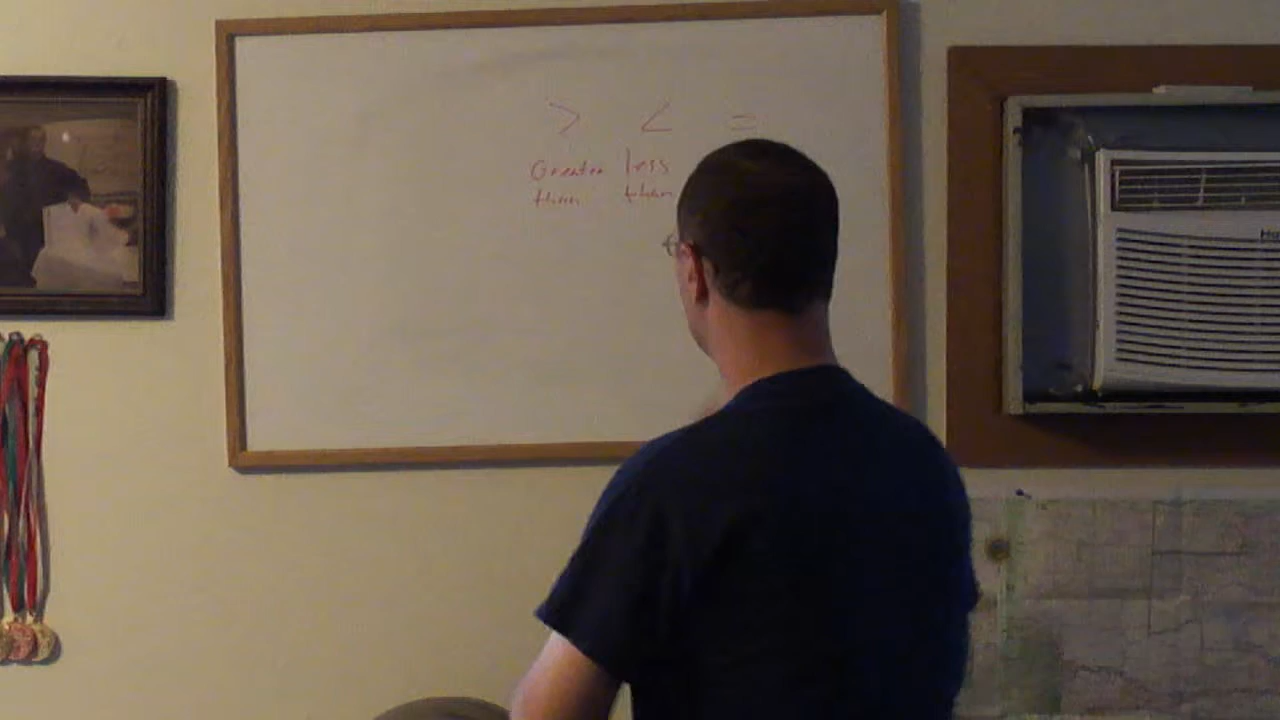 > < =
Greater less
than than